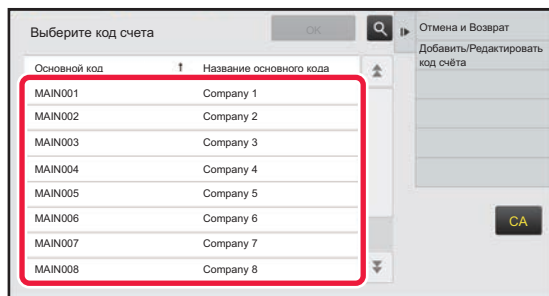 Выберите код счета
OK
Отмена и Возврат
Добавить/Редактировать
код счёта
Основной код
Название основного кода
MAIN001 Company 1
MAIN002 Company 2
MAIN003 Company 3
MAIN004 Company 4
MAIN005 Company 5
MAIN006 Company 6
MAIN007 Company 7
MAIN008 Company 8
CA